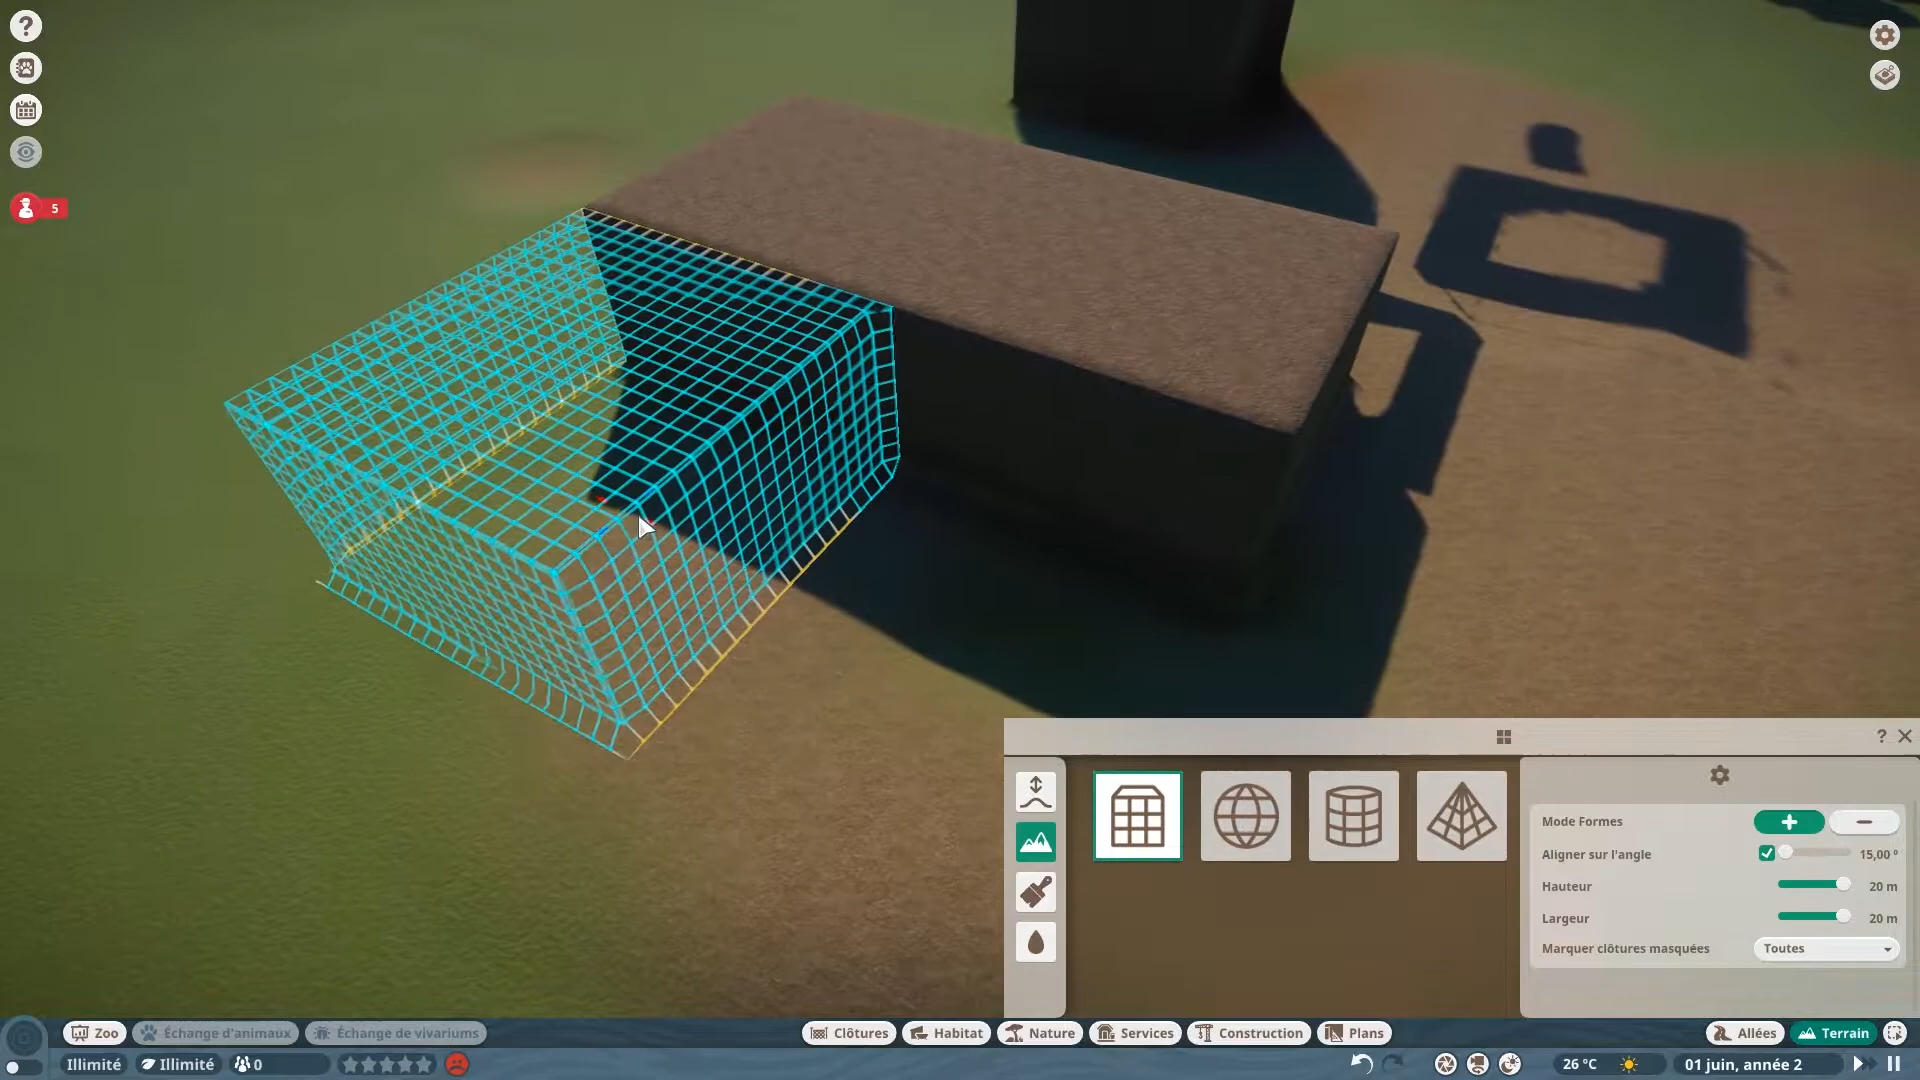 5
Mode Formes
Aligner sur l'angle 15,00 °
Hauteur 20 m
Largeur 20 m
Marquer clôtures masquées Toutes
Zoo Échange d'animaux Échange de vivariums Clôtures Habitat Nature Services Construction Plans Allées Terrain
Illimité Illimité 0 26 °C 01 juin, année 2